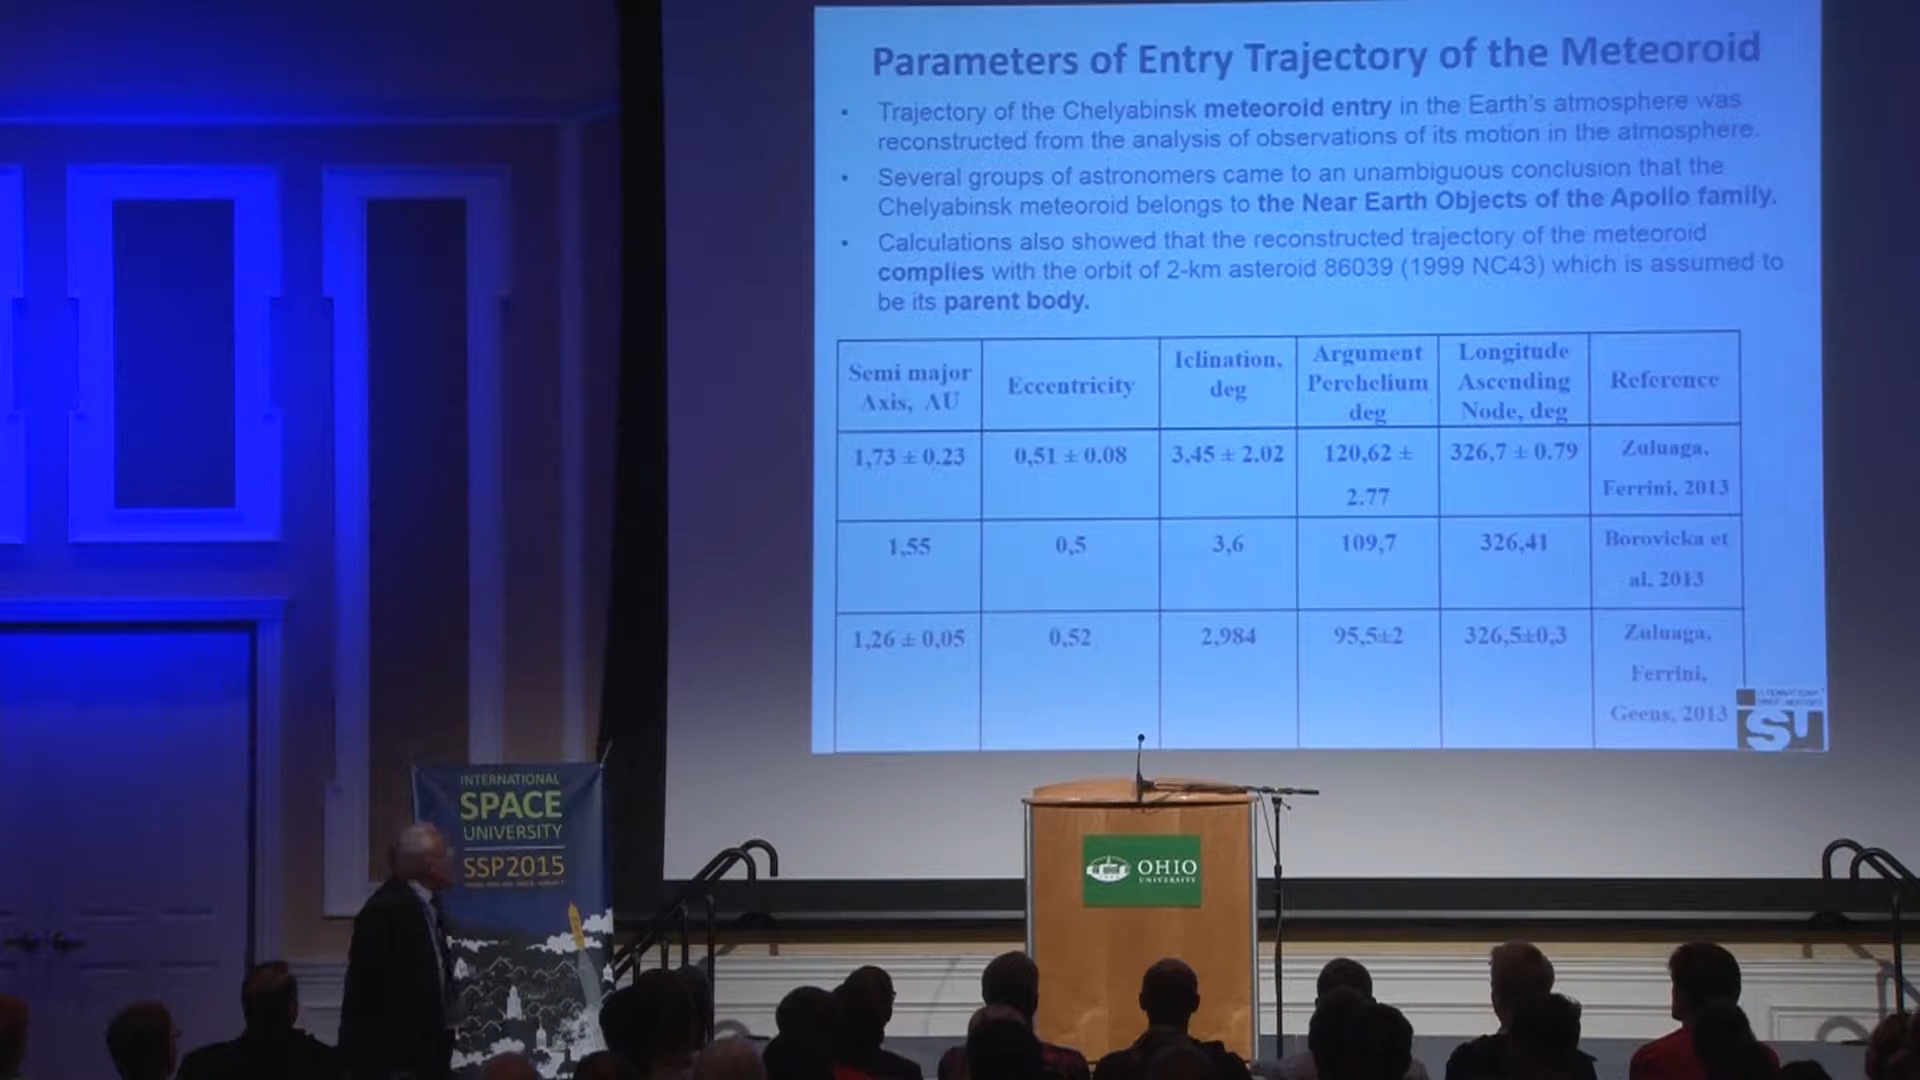 Parameters of Entry Trajectory of the Meteoroid
• Trajectory of the Chelyabinsk meteoroid entry in the Earth's atmosphere was
reconstructed from the analysis of observations of its motion in the atmosphere.
• Several groups of astronomers came to an unambiguous conclusion that the
Chelyabinsk meteoroid belongs to the Near Earth Objects of the Apollo family.
• Calculations also showed that the reconstructed trajectory of the meteoroid
complies with the orbit of 2-km asteroid 86039 (1999 NC43) which is assumed to
be its parent body.
Semi major
Axis, AU
Eccentricity
Iclination,
deg
Argument
Perehelium
deg
Longitude
Ascending
Node, deg
Reference
1,73 ± 0.23
0,51 ± 0.08
3,45 ± 2.02
120,62 ±
2.77
326,7 ± 0.79
Zuluaga,
Ferrini, 2013
1,55
0,5
3,6
109,7
326,41
Borovicka et
al, 2013
1,26 ± 0,05
0,52
2,984
95,5±2
326,5±0,3
Zuluaga,
Ferrini,
Geens, 2013
iSU
INTERNATIONAL
SPACE
UNIVERSITY
SSP2015
OHIO
UNIVERSITY